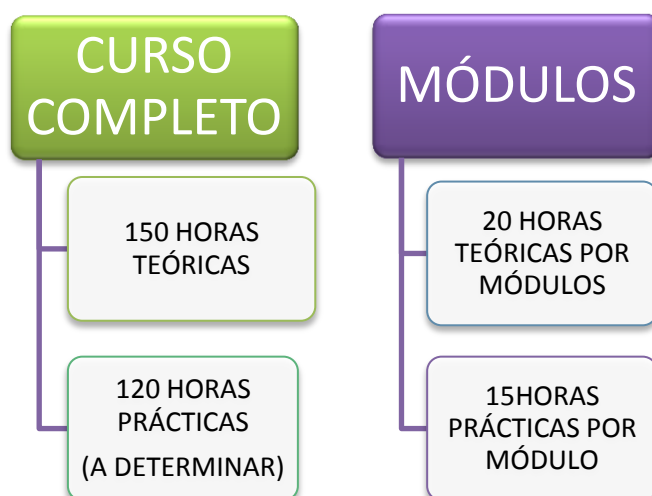 CURSO
COMPLETO
150 HORAS
TEÓRICAS
120 HORAS
PRÁCTICAS
(A DETERMINAR)
MÓDULOS
20 HORAS
TEÓRICAS POR
MÓDULOS
15HORAS
PRÁCTICAS POR
MÓDULO